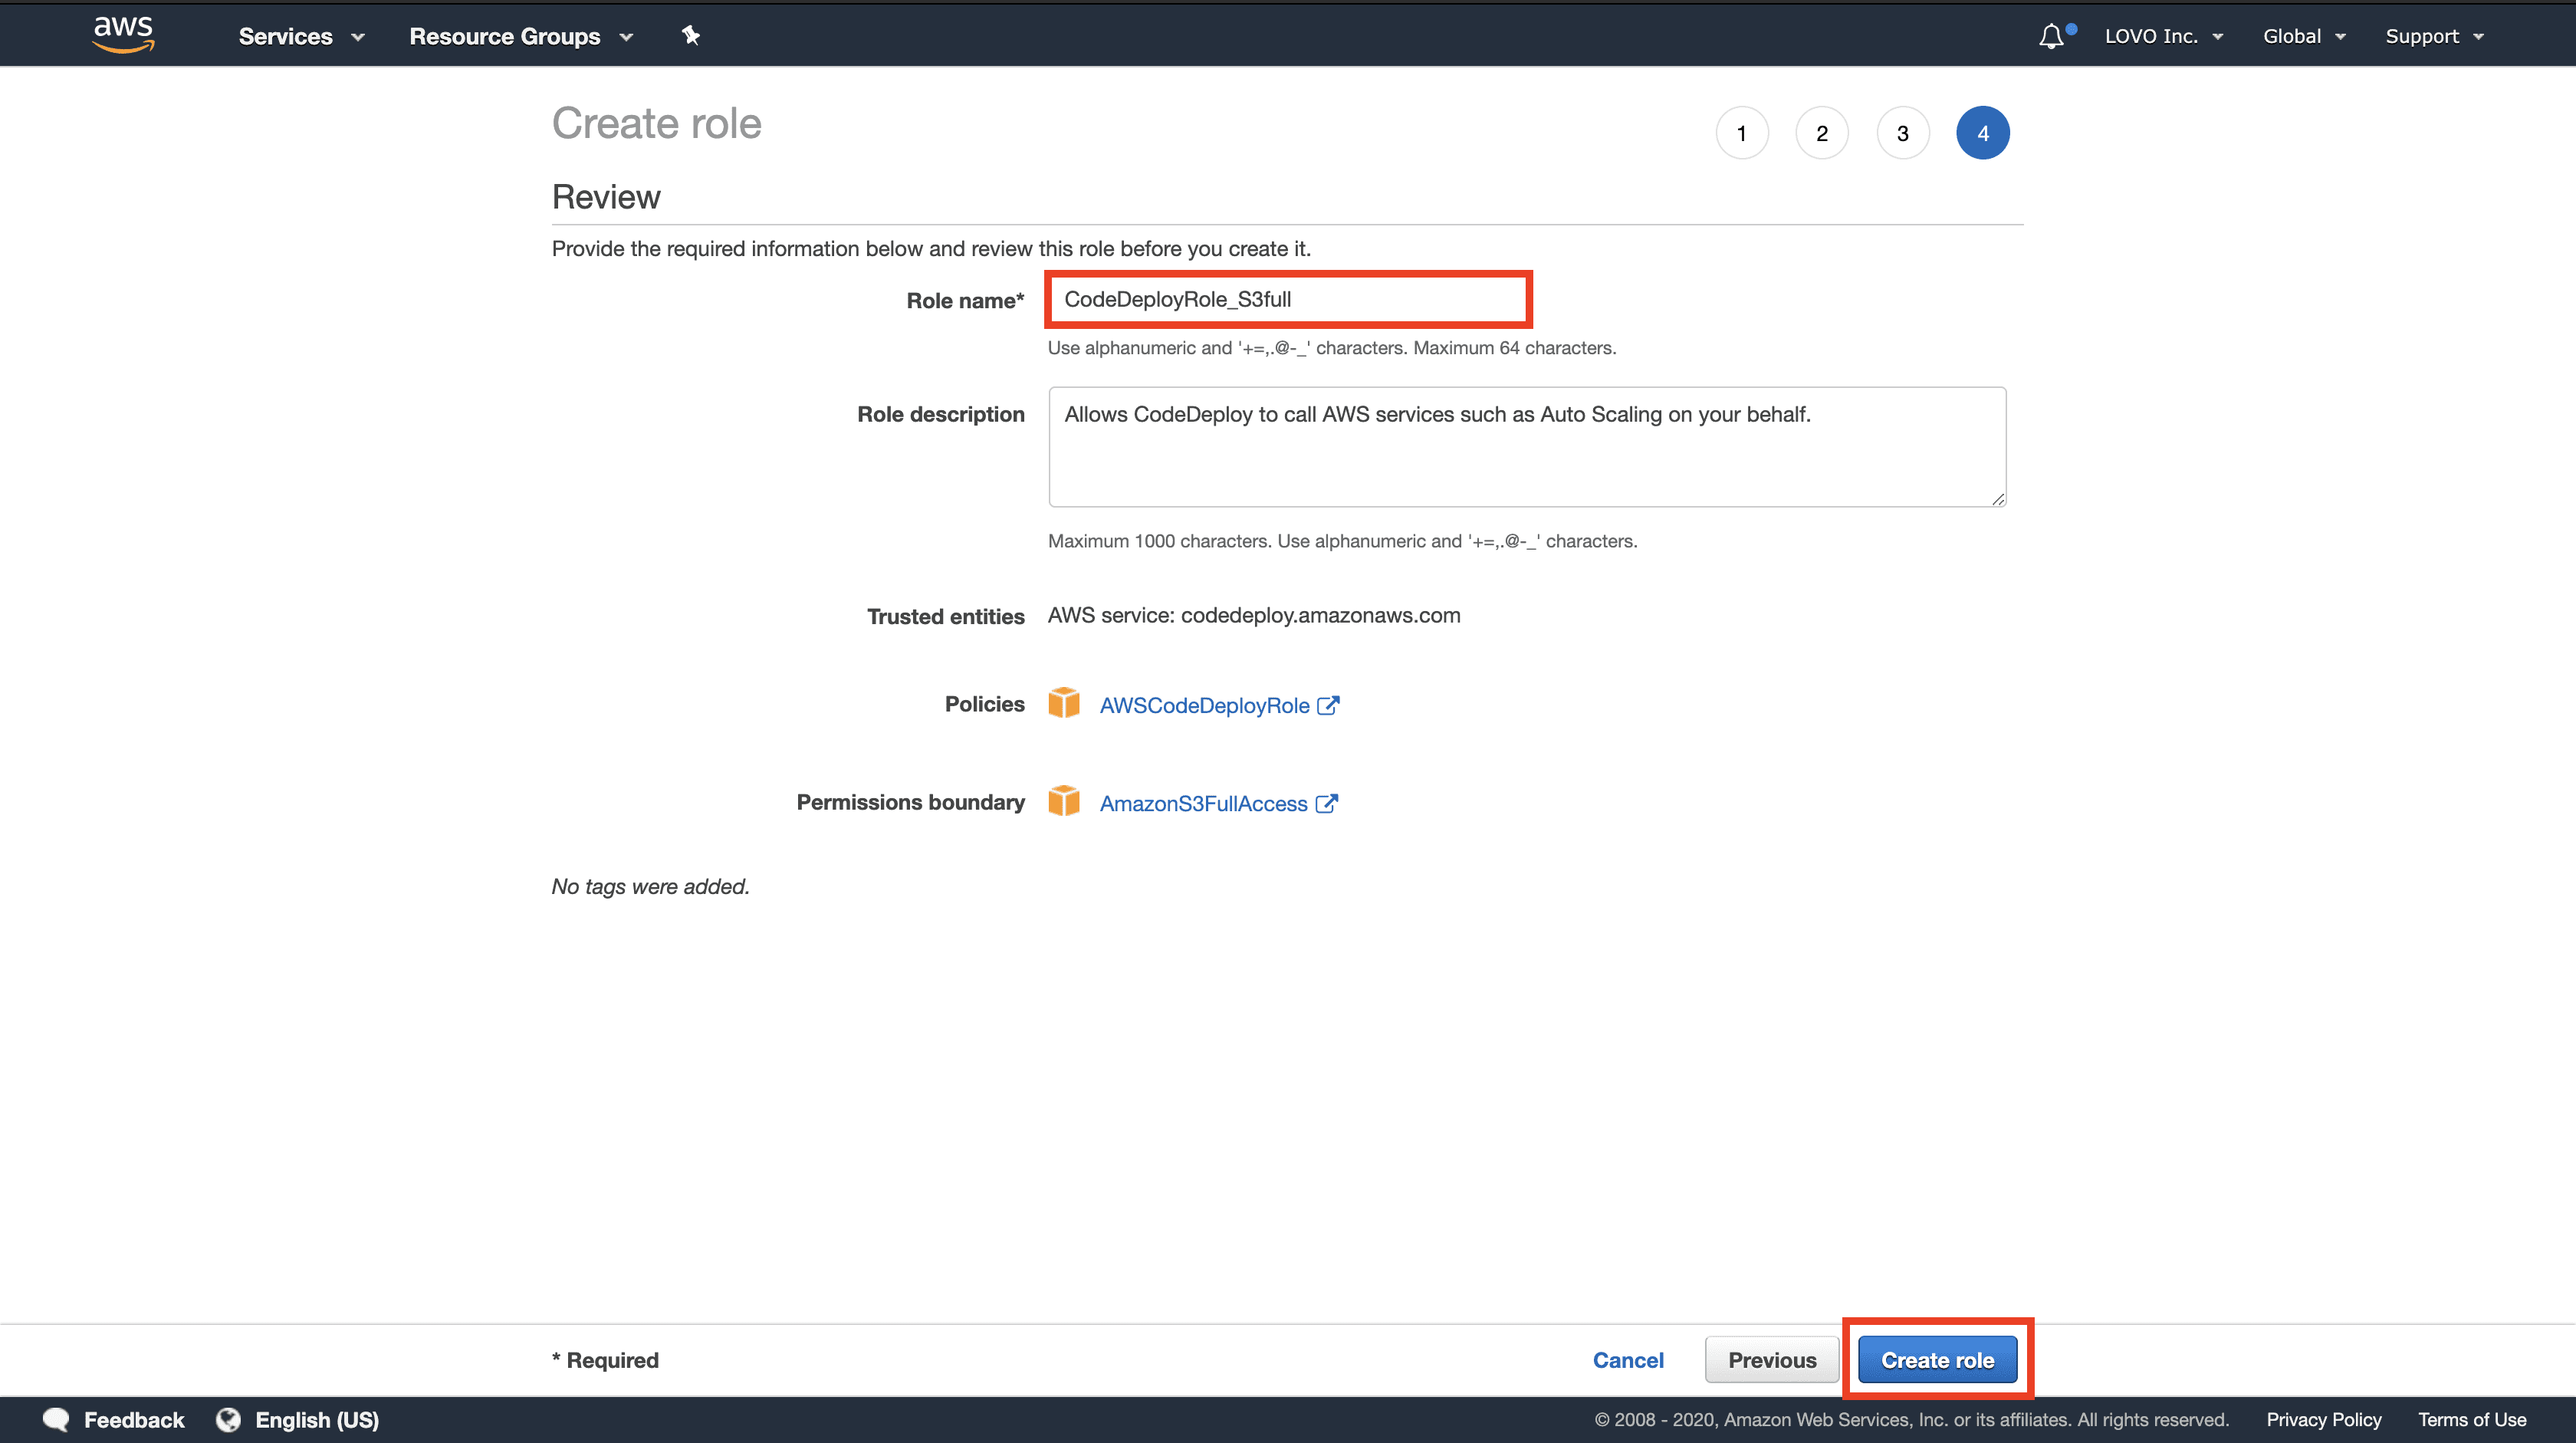 aws Services Resource Groups LOVO Inc. Global Support
Create role 1 2 3 4
Review
Provide the required information below and review this role before you create it.
Role name* CodeDeployRole_S3full
Use alphanumeric and '+=,.@-_' characters. Maximum 64 characters.
Role description Allows CodeDeploy to call AWS services such as Auto Scaling on your behalf.
Maximum 1000 characters. Use alphanumeric and '+=,.@-_' characters.
Trusted entities AWS service: codedeploy.amazonaws.com
Policies AWSCodeDeployRole
Permissions boundary AmazonS3FullAccess
No tags were added.
* Required Cancel Previous Create role
Feedback English (US) © 2008 - 2020, Amazon Web Services, Inc. or its affiliates. All rights reserved. Privacy Policy Terms of Use